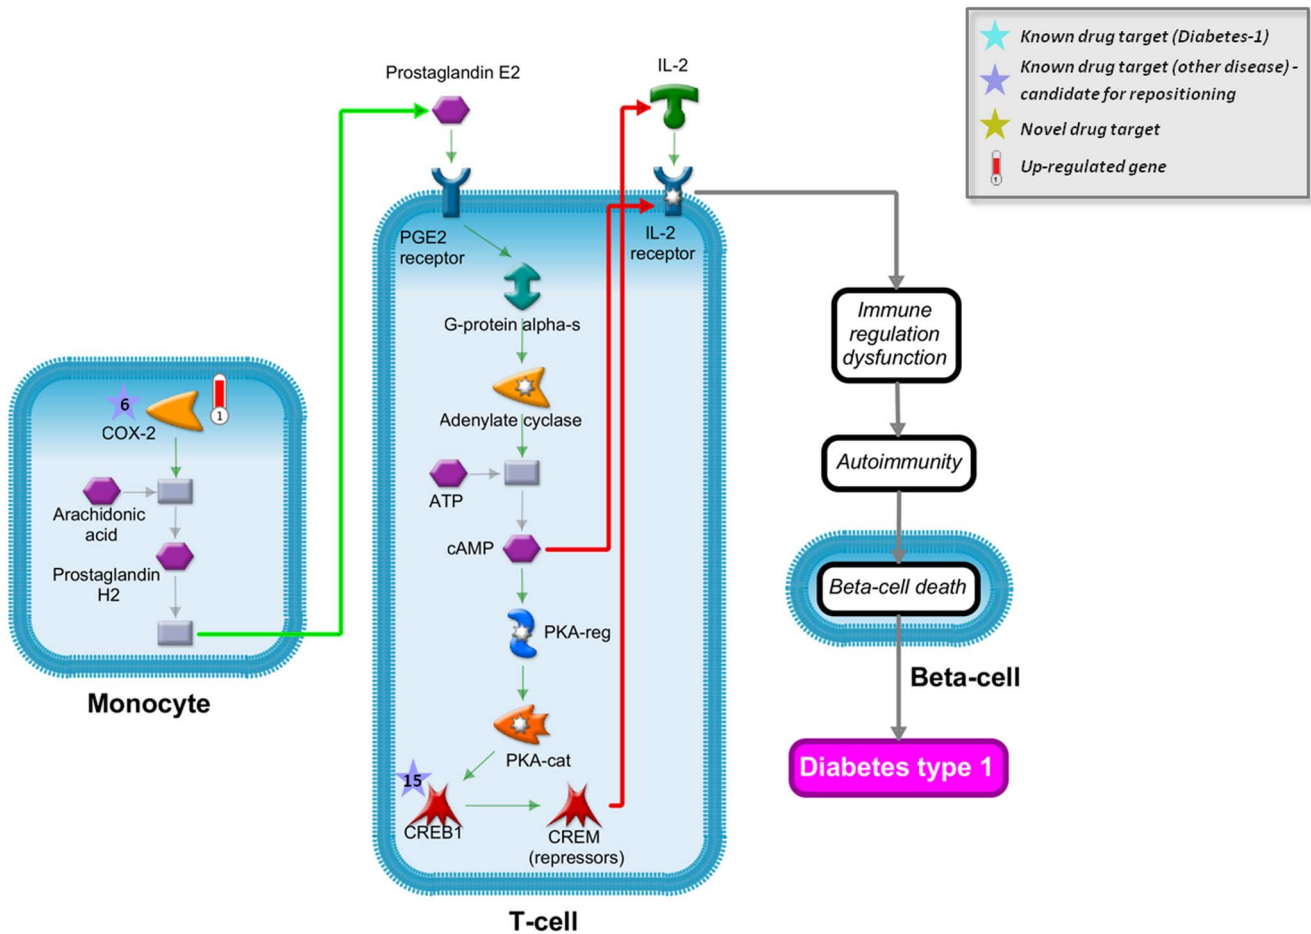 Known drug target (Diabetes-1)
Known drug target (other disease) -
candidate for repositioning
Novel drug target
1
Up-regulated gene
Prostaglandin E2
IL-2
PGE2
receptor
IL-2
receptor
G-protein alpha-s
Adenylate cyclase
ATP
cAMP
PKA-reg
PKA-cat
15
CREB1
CREM
(repressors)
T-cell
6
1
COX-2
Arachidonic
acid
Prostaglandin
H2
Monocyte
Immune
regulation
dysfunction
Autoimmunity
Beta-cell death
Beta-cell
Diabetes type 1